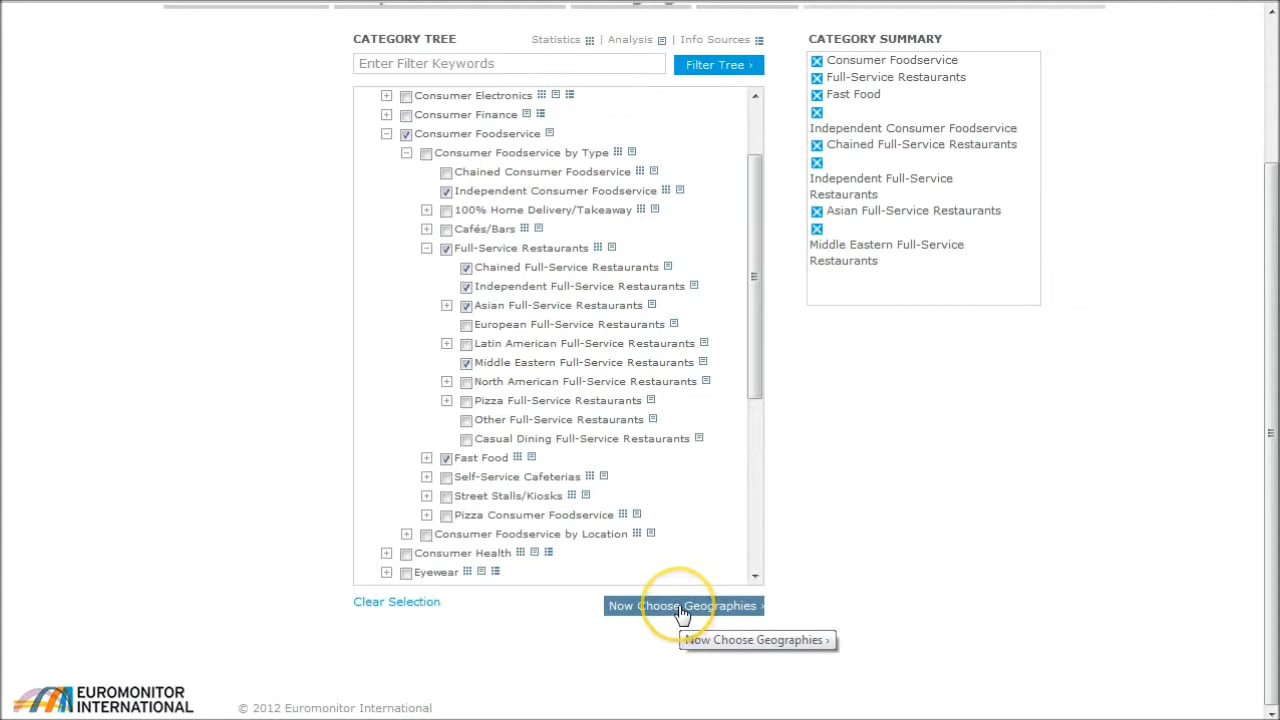 CATEGORY TREE
Statistics | Analysis | Info Sources
Enter Filter Keywords
Filter Tree ›
Consumer Electronics
Consumer Finance
Consumer Foodservice
Consumer Foodservice by Type
Chained Consumer Foodservice
Independent Consumer Foodservice
100% Home Delivery/Takeaway
Cafés/Bars
Full-Service Restaurants
Chained Full-Service Restaurants
Independent Full-Service Restaurants
Asian Full-Service Restaurants
European Full-Service Restaurants
Latin American Full-Service Restaurants
Middle Eastern Full-Service Restaurants
North American Full-Service Restaurants
Pizza Full-Service Restaurants
Other Full-Service Restaurants
Casual Dining Full-Service Restaurants
Fast Food
Self-Service Cafeterias
Street Stalls/Kiosks
Pizza Consumer Foodservice
Consumer Foodservice by Location
Consumer Health
Eyewear
Clear Selection
Now Choose Geographies ›
Now Choose Geographies ›
CATEGORY SUMMARY
Consumer Foodservice
Full-Service Restaurants
Fast Food
Independent Consumer Foodservice
Chained Full-Service Restaurants
Independent Full-Service
Restaurants
Asian Full-Service Restaurants
Middle Eastern Full-Service
Restaurants
EUROMONITOR
INTERNATIONAL
© 2012 Euromonitor International